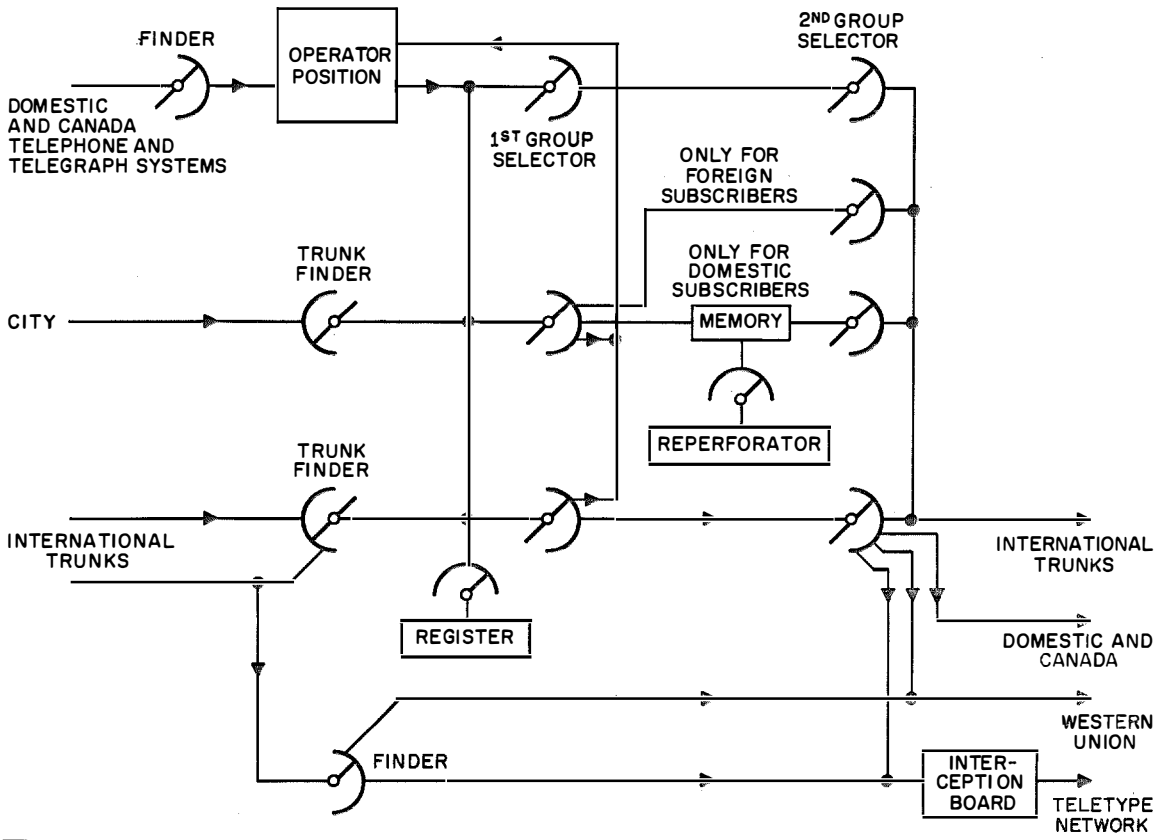 FINDER
OPERATOR
POSITION
2ND GROUP
SELECTOR
DOMESTIC
AND CANADA
TELEPHONE AND
TELEGRAPH SYSTEMS
1ST GROUP
SELECTOR
ONLY FOR
FOREIGN
SUBSCRIBERS
TRUNK
FINDER
ONLY FOR
DOMESTIC
SUBSCRIBERS
CITY
MEMORY
REPERFORATOR
TRUNK
FINDER
INTERNATIONAL
TRUNKS
INTERNATIONAL
TRUNKS
REGISTER
DOMESTIC AND
CANADA
WESTERN
UNION
FINDER
INTER-
CEPTION
BOARD
TELETYPE
NETWORK